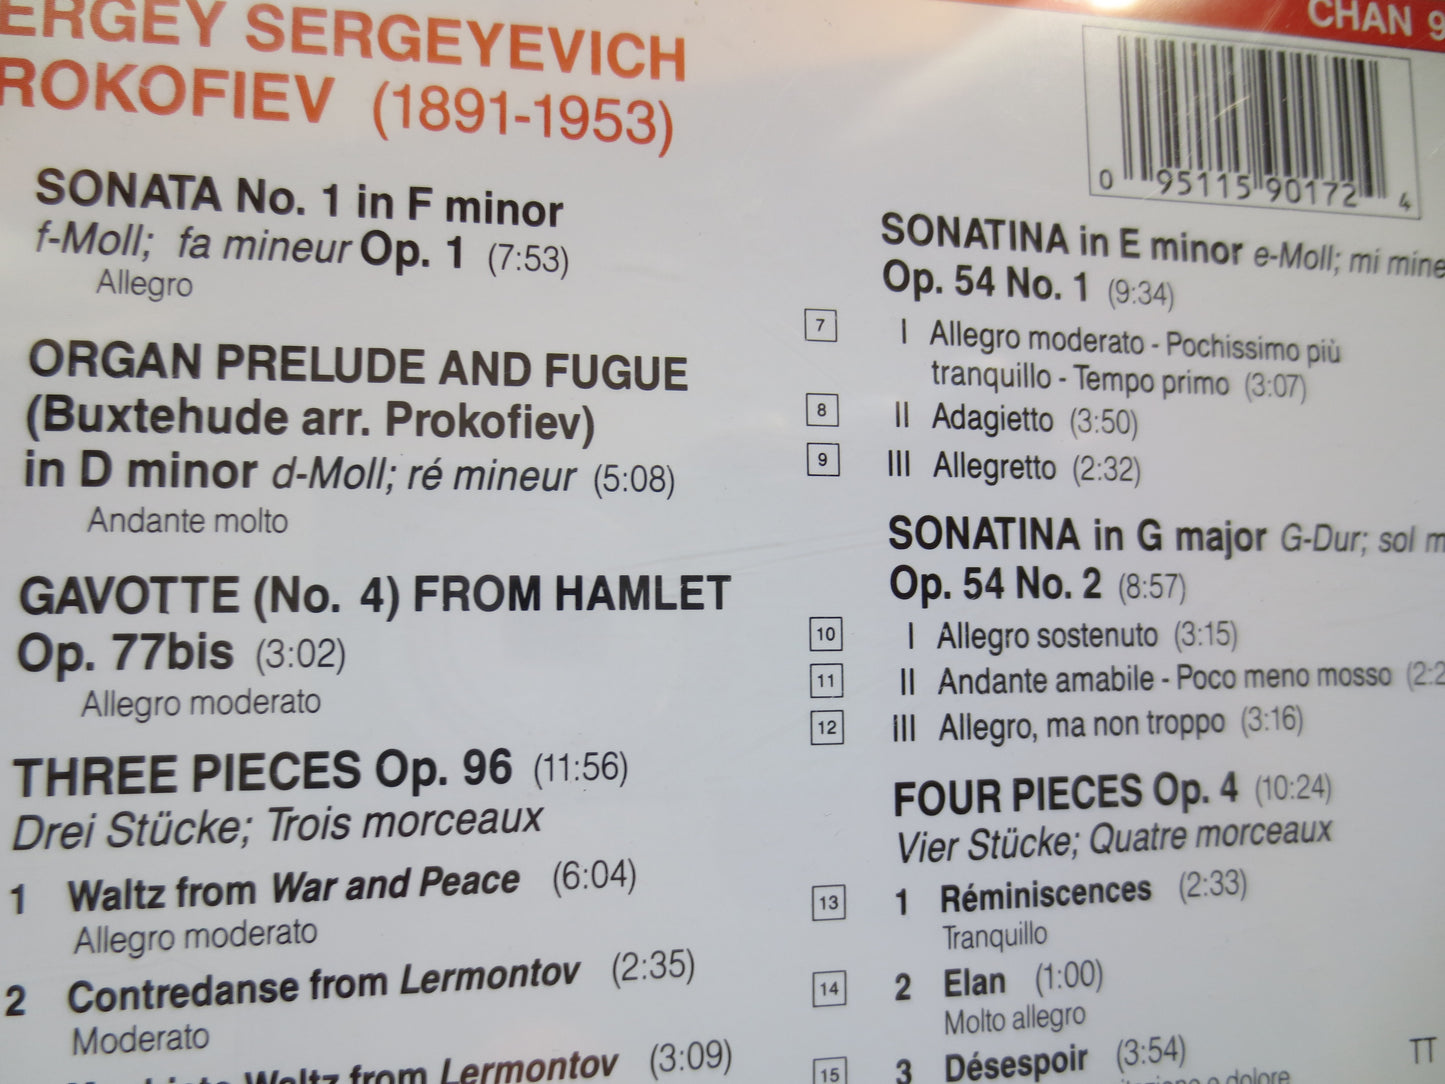 ERGEY SERGEYEVICH
ROKOFIEV (1891-1953)
SONATA No. 1 in F minor
f-Moll; fa mineur Op. 1 (7:53)
Allegro
ORGAN PRELUDE AND FUGUE
(Buxtehude arr. Prokofiev)
in D minor d-Moll; ré mineur (5:08)
Andante molto
GAVOTTE (No. 4) FROM HAMLET
Op. 77bis (3:02)
Allegro moderato
THREE PIECES Op. 96 (11:56)
Drei Stücke; Trois morceaux
1 Waltz from War and Peace (6:04)
Allegro moderato
2 Contredanse from Lermontov (2:35)
Moderato
Waltz from Lermontov (3:09)
CHAN 9
0 95115 90172 4
SONATINA in E minor e-Moll; mi mine
Op. 54 No. 1 (9:34)
7 I Allegro moderato - Pochissimo più
tranquillo - Tempo primo (3:07)
8 II Adagietto (3:50)
9 III Allegretto (2:32)
SONATINA in G major G-Dur; sol m
Op. 54 No. 2 (8:57)
10 I Allegro sostenuto (3:15)
11 II Andante amabile - Poco meno mosso (2:2
12 III Allegro, ma non troppo (3:16)
FOUR PIECES Op. 4 (10:24)
Vier Stücke; Quatre morceaux
13 1 Réminiscences (2:33)
Tranquillo
14 2 Elan (1:00)
Molto allegro
15 3 Désespoir (3:54)
e dolore
TT